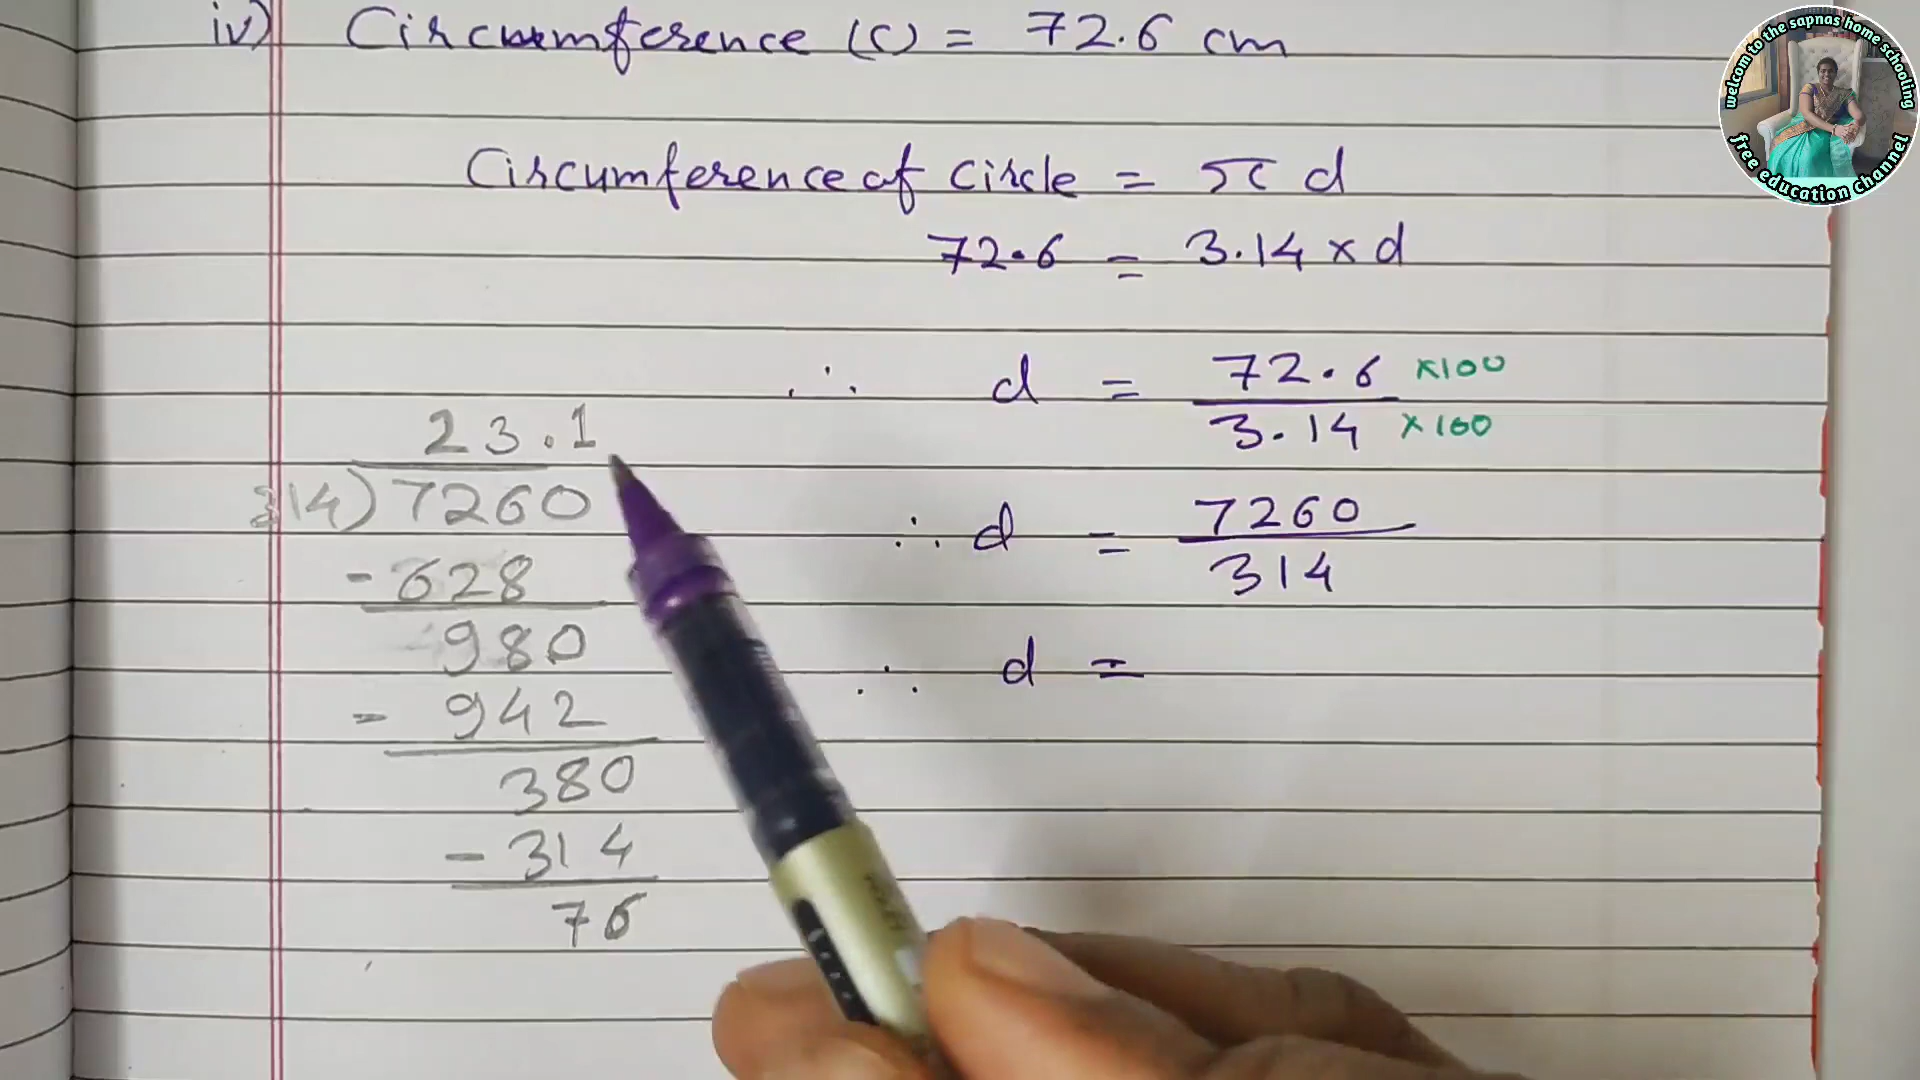 iv) Circumference (c) = 72.6 cm
Circumference of circle = π d
72.6 = 3.14 × d
∴ d = 72.6 ×100
3.14 ×100
∴ d = 7260
314
∴ d =
23.1
314) 7260
- 628
980
- 942
380
- 314
76
welcom to the sapnas home schooling
free education channel